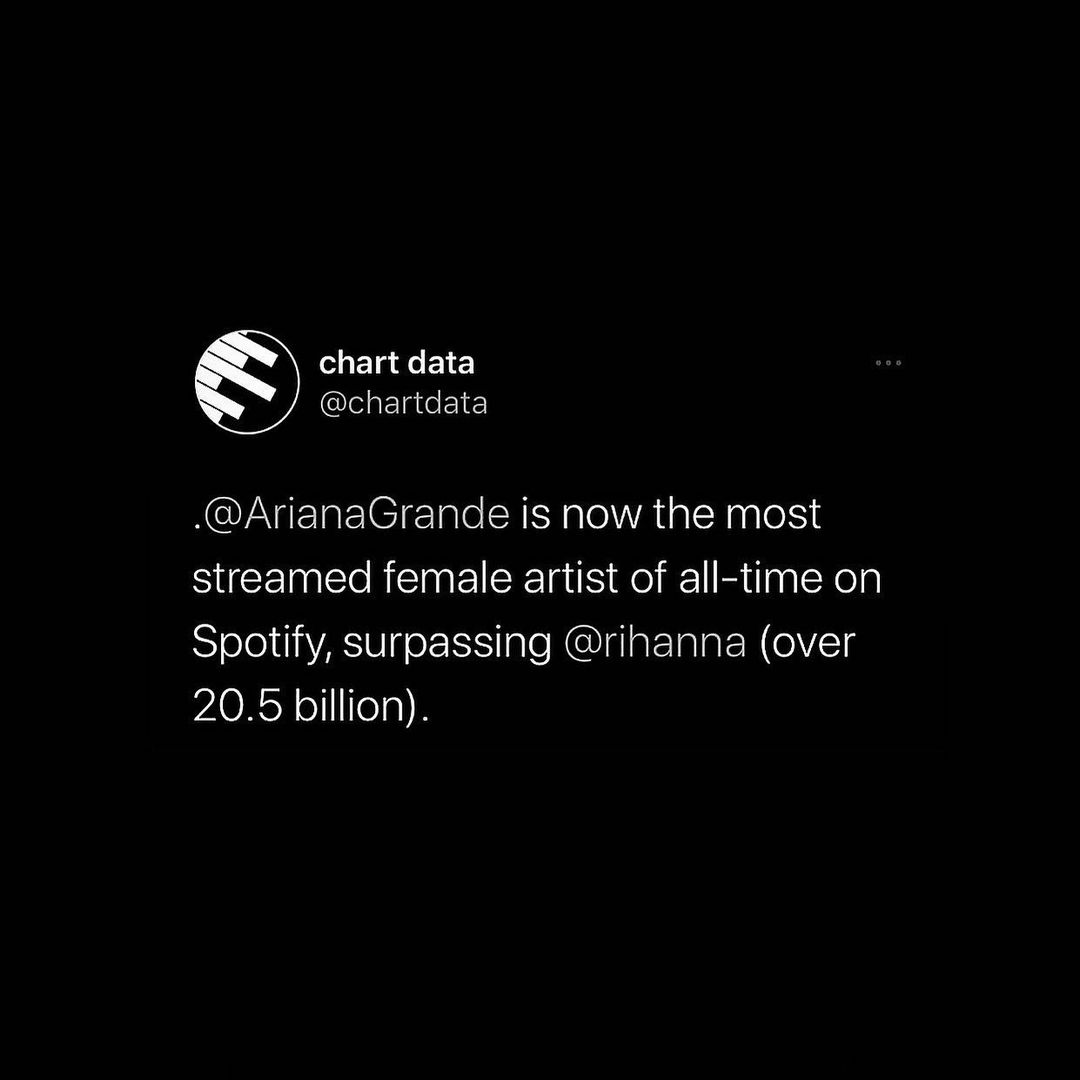 chart data
@chartdata
.@ArianaGrande is now the most
streamed female artist of all-time on
Spotify, surpassing @rihanna (over
20.5 billion).